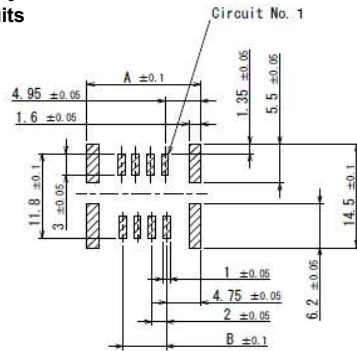 uits
Circuit No. 1
A ±0.1
4.95 ±0.05
1.6 ±0.05
1.35 ±0.05
5.5 ±0.05
11.8 ±0.1
3 ±0.05
14.5 ±0.1
6.2 ±0.05
1 ±0.05
4.75 ±0.05
2 ±0.05
B ±0.1